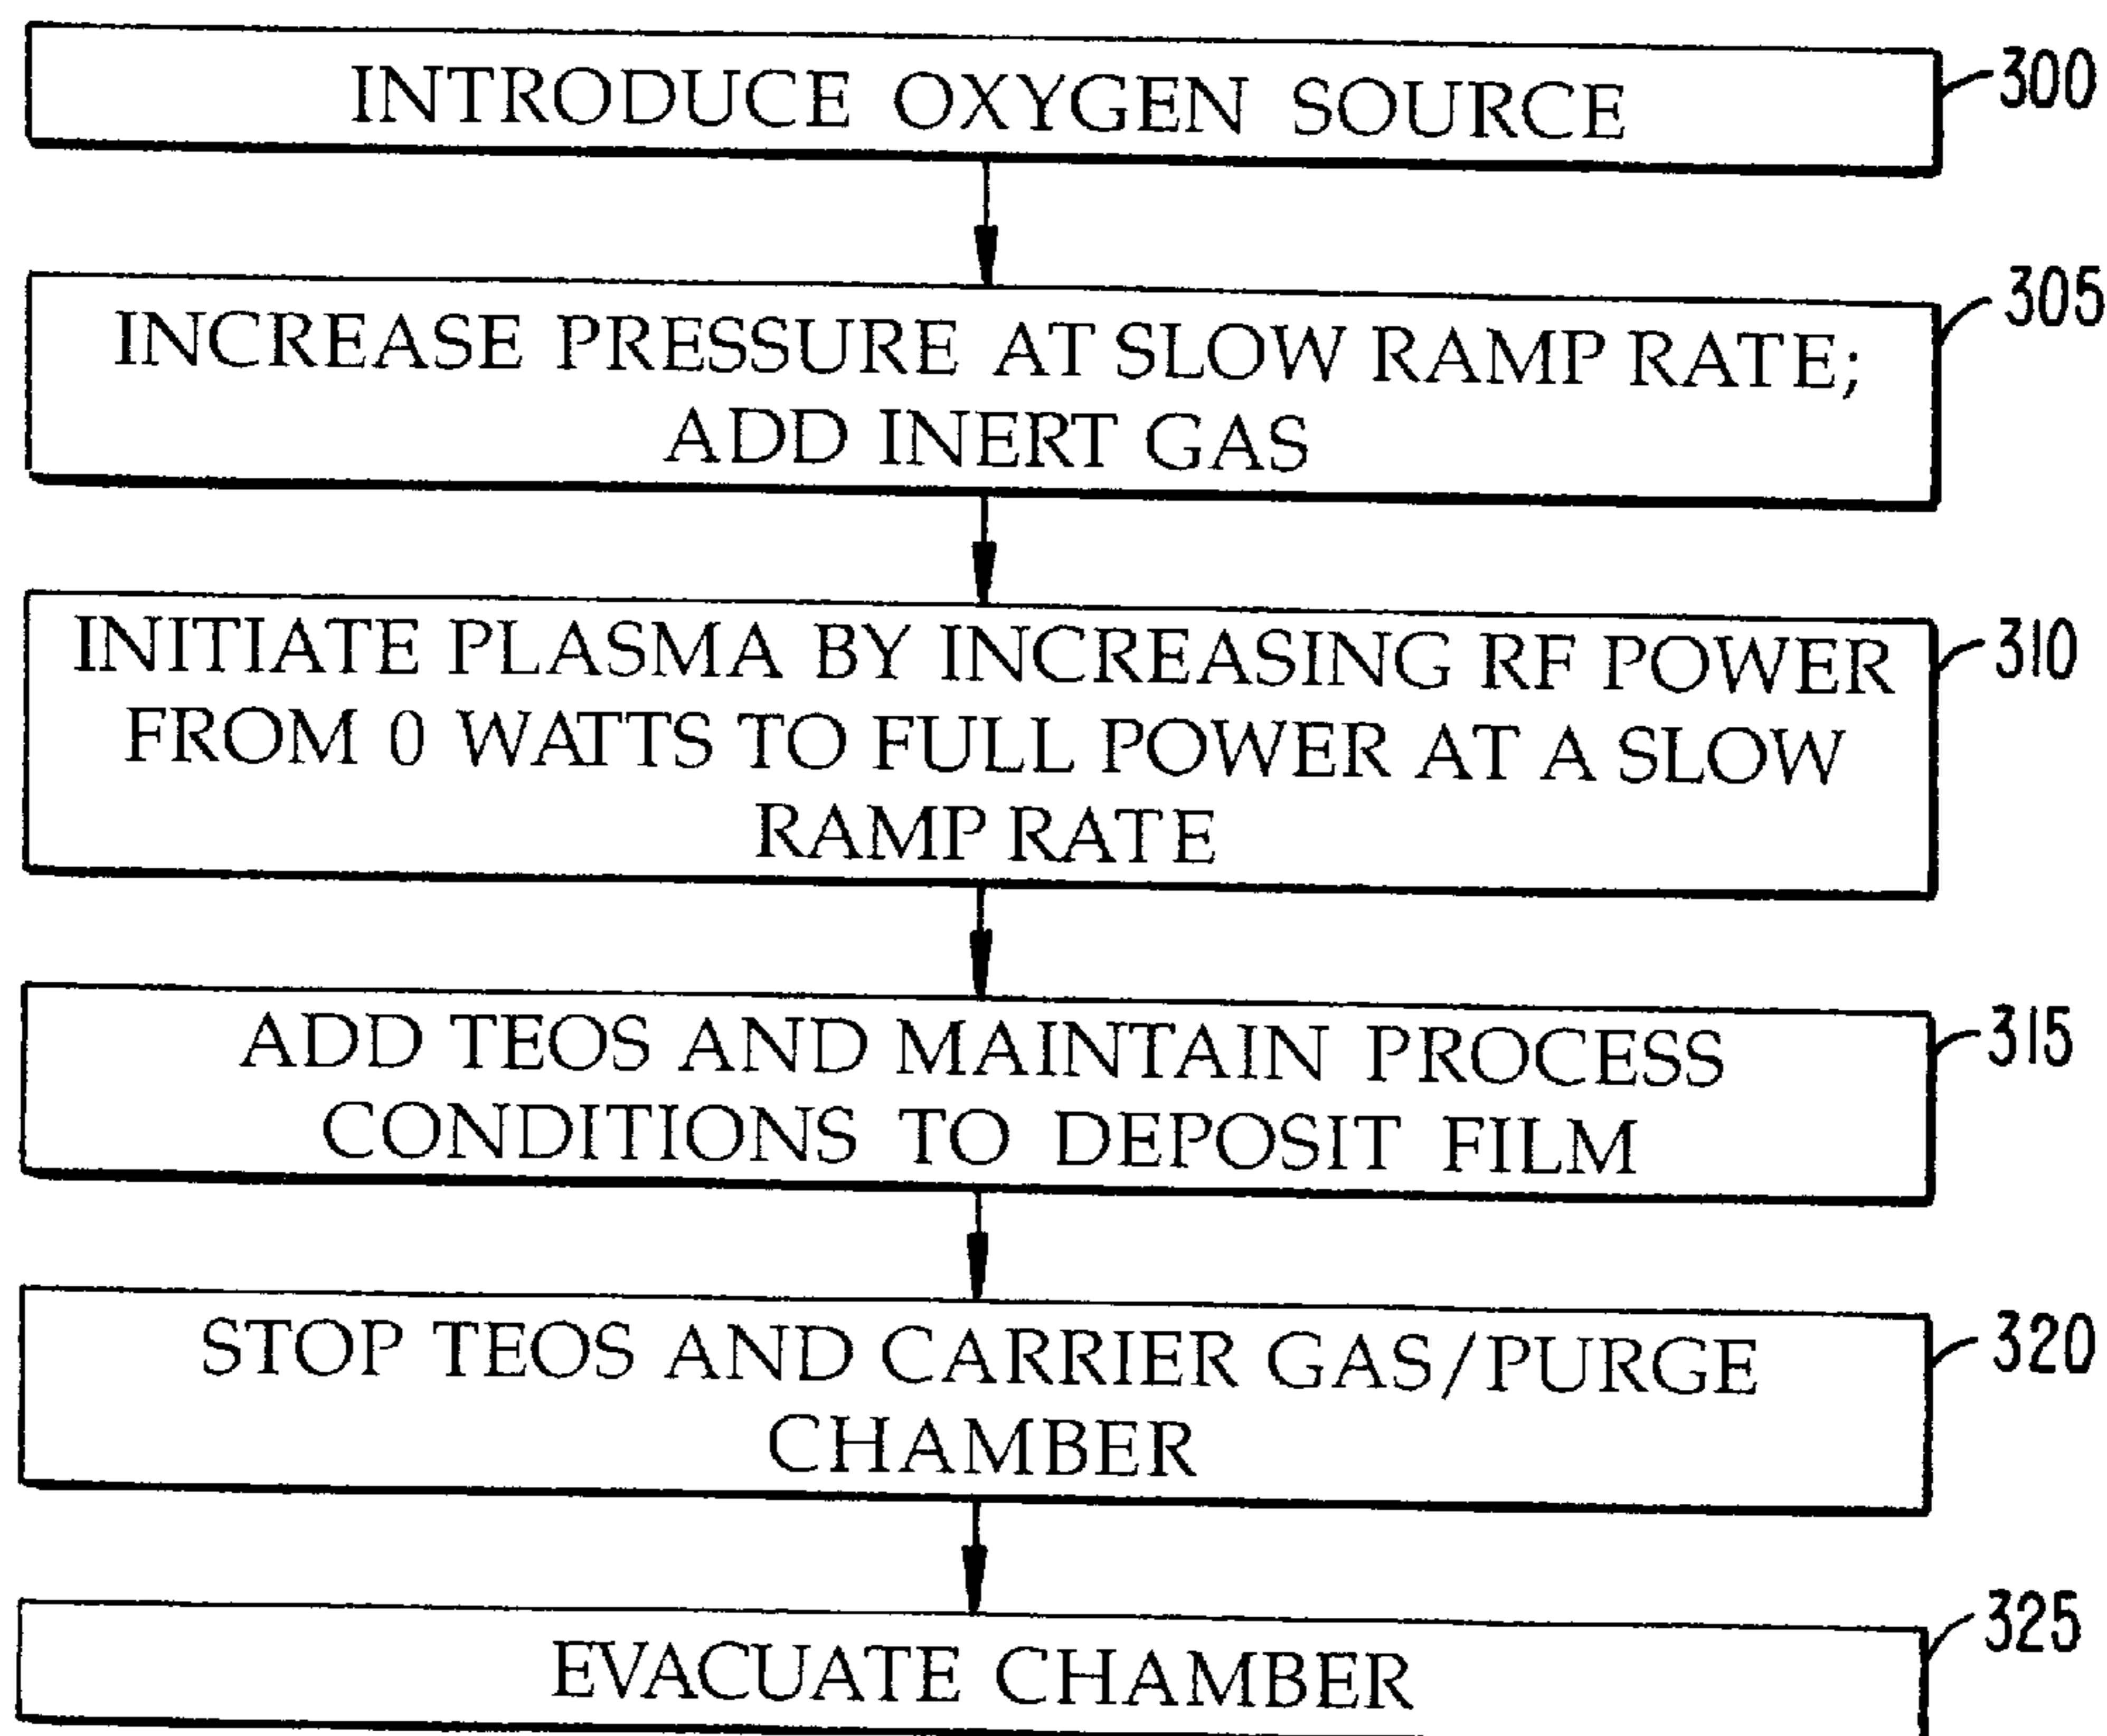 INTRODUCE OXYGEN SOURCE
300
INCREASE PRESSURE AT SLOW RAMP RATE;
ADD INERT GAS
305
INITIATE PLASMA BY INCREASING RF POWER
FROM 0 WATTS TO FULL POWER AT A SLOW
RAMP RATE
310
ADD TEOS AND MAINTAIN PROCESS
CONDITIONS TO DEPOSIT FILM
315
STOP TEOS AND CARRIER GAS/PURGE
CHAMBER
320
EVACUATE CHAMBER
325